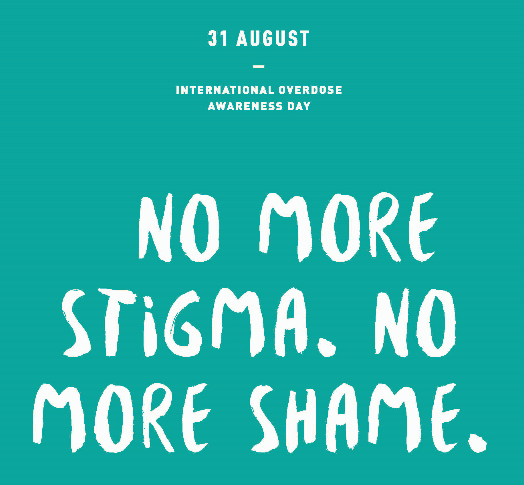 31 AUGUST
–
INTERNATIONAL OVERDOSE
AWARENESS DAY
NO MORE
STiGMA. NO
MORE SHAME.